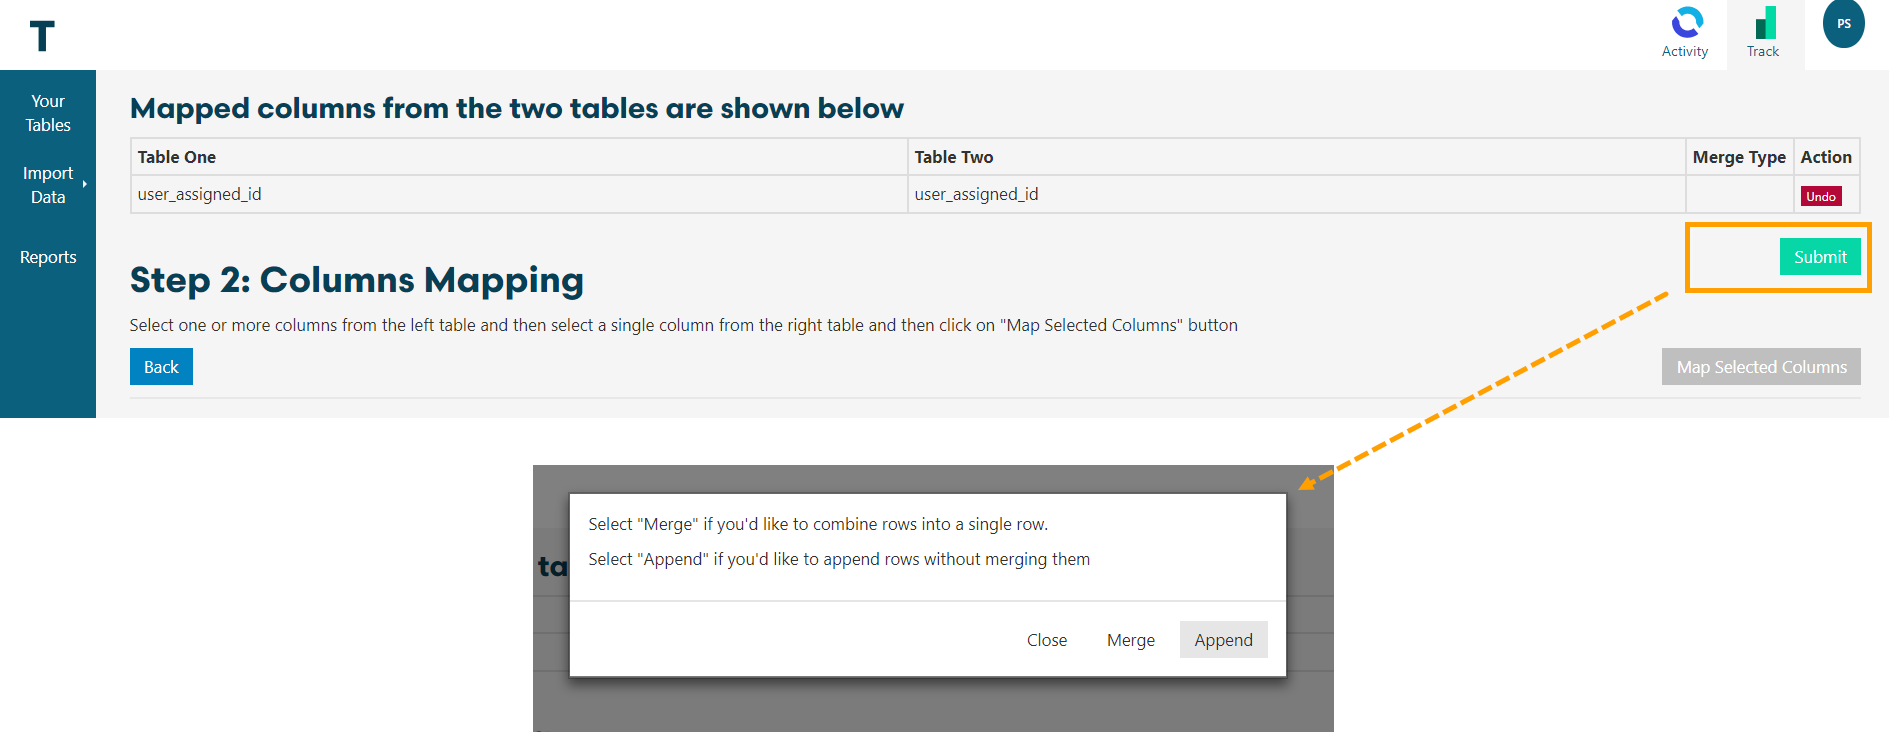 T
Activity
Track
PS
Your
Tables
Import
Data
Reports
Mapped columns from the two tables are shown below
Table One Table Two Merge Type Action
user_assigned_id user_assigned_id Undo
Submit
Step 2: Columns Mapping
Select one or more columns from the left table and then select a single column from the right table and then click on "Map Selected Columns" button
Back Map Selected Columns
Select "Merge" if you'd like to combine rows into a single row.
Select "Append" if you'd like to append rows without merging them
ta
Close Merge Append